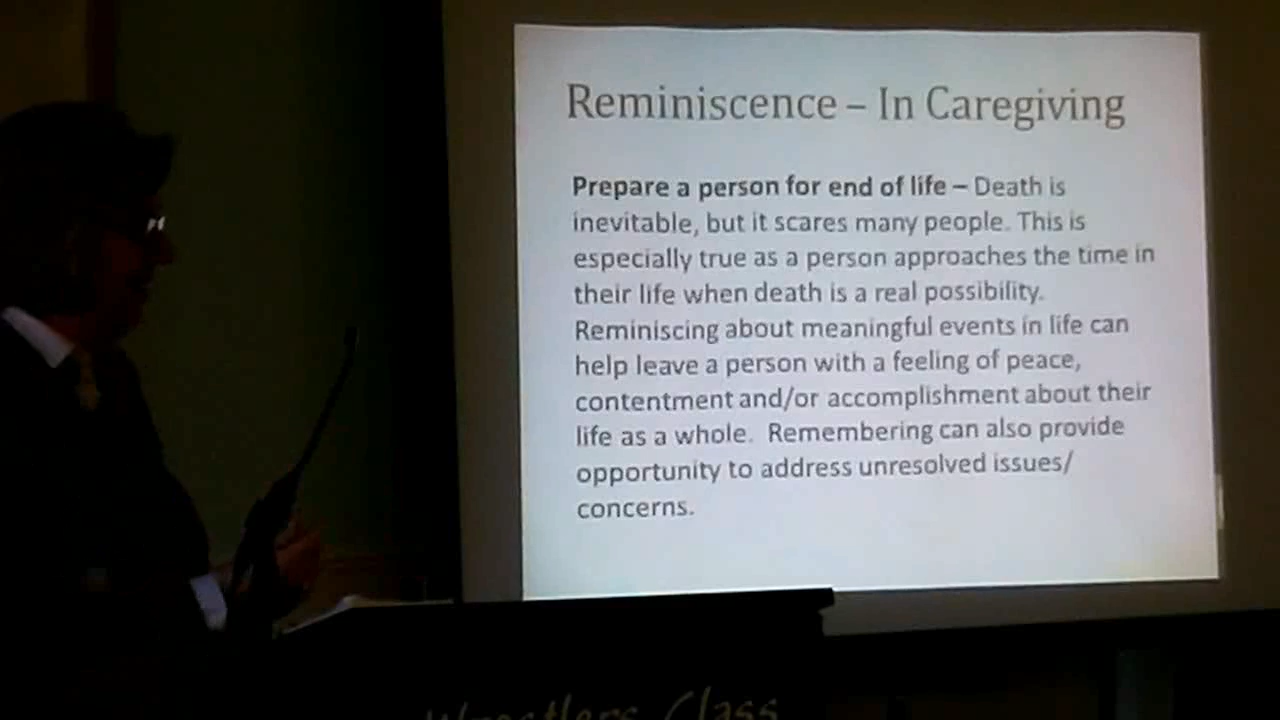 Reminiscence – In Caregiving
Prepare a person for end of life – Death is
inevitable, but it scares many people. This is
especially true as a person approaches the time in
their life when death is a real possibility.
Reminiscing about meaningful events in life can
help leave a person with a feeling of peace,
contentment and/or accomplishment about their
life as a whole. Remembering can also provide
opportunity to address unresolved issues/
concerns.
Wrestlers Class